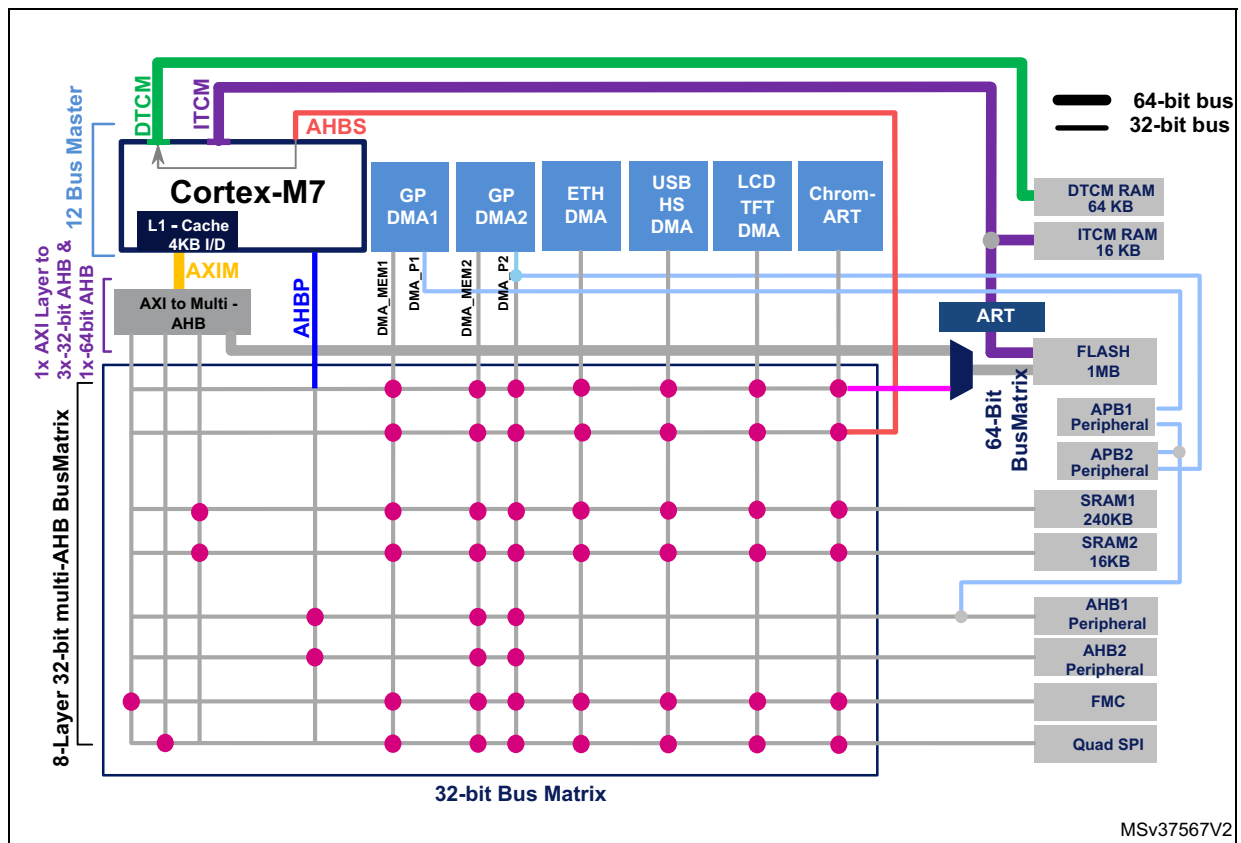 DTCM
ITCM
AHBS
64-bit bus
32-bit bus
12 Bus Master
Cortex-M7
L1 - Cache
4KB I/D
GP
DMA1
GP
DMA2
ETH
DMA
USB
HS
DMA
LCD
TFT
DMA
Chrom-
ART
DTCM RAM
64 KB
ITCM RAM
16 KB
1x AXI Layer to
3x-32-bit AHB &
1x-64bit AHB
AXIM
AXI to Multi -
AHB
AHBP
DMA_MEM1
DMA_P1
DMA_MEM2
DMA_P2
ART
FLASH
1MB
64-Bit
BusMatrix
APB1
Peripheral
APB2
Peripheral
8-Layer 32-bit multi-AHB BusMatrix
SRAM1
240KB
SRAM2
16KB
AHB1
Peripheral
AHB2
Peripheral
FMC
Quad SPI
32-bit Bus Matrix
MSv37567V2